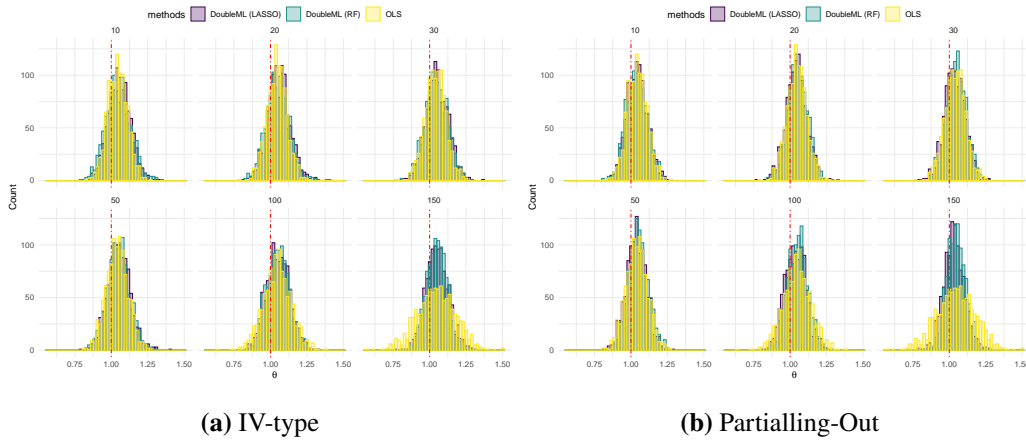 methods DoubleML (LASSO) DoubleML (RF) OLS
10 20 30
100
50
0
50 100 150
100
50
0
Count
0.75 1.00 1.25 1.50 0.75 1.00 1.25 1.50 0.75 1.00 1.25 1.50
θ
(a) IV-type
methods DoubleML (LASSO) DoubleML (RF) OLS
10 20 30
100
50
0
50 100 150
100
50
0
Count
0.75 1.00 1.25 1.50 0.75 1.00 1.25 1.50 0.75 1.00 1.25 1.50
θ
(b) Partialling-Out